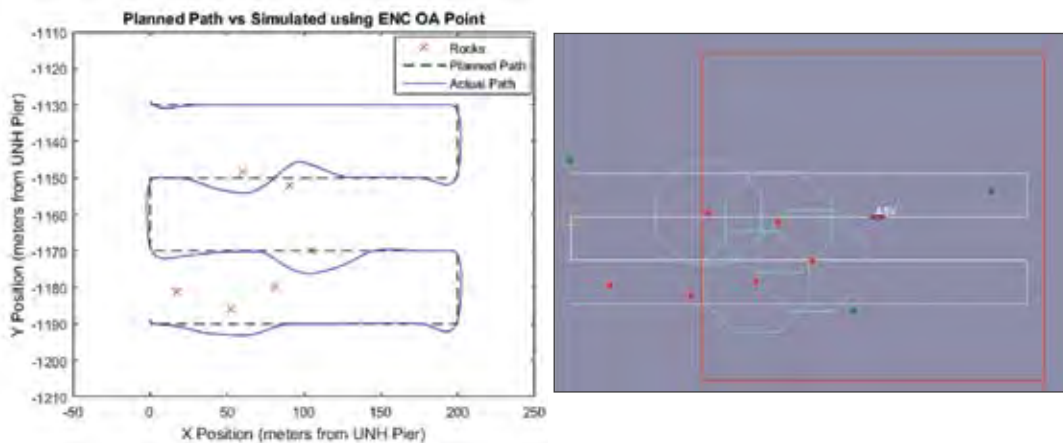 Planned Path vs Simulated using ENC OA Point
-1110
-1120
-1130
-1140
-1150
-1160
-1170
-1180
-1190
-1200
-1210
Y Position (meters from UNH Pier)
Rocks
Planned Path
Actual Path
-50
0
50
100
150
200
250
X Position (meters from UNH Pier)
ASV